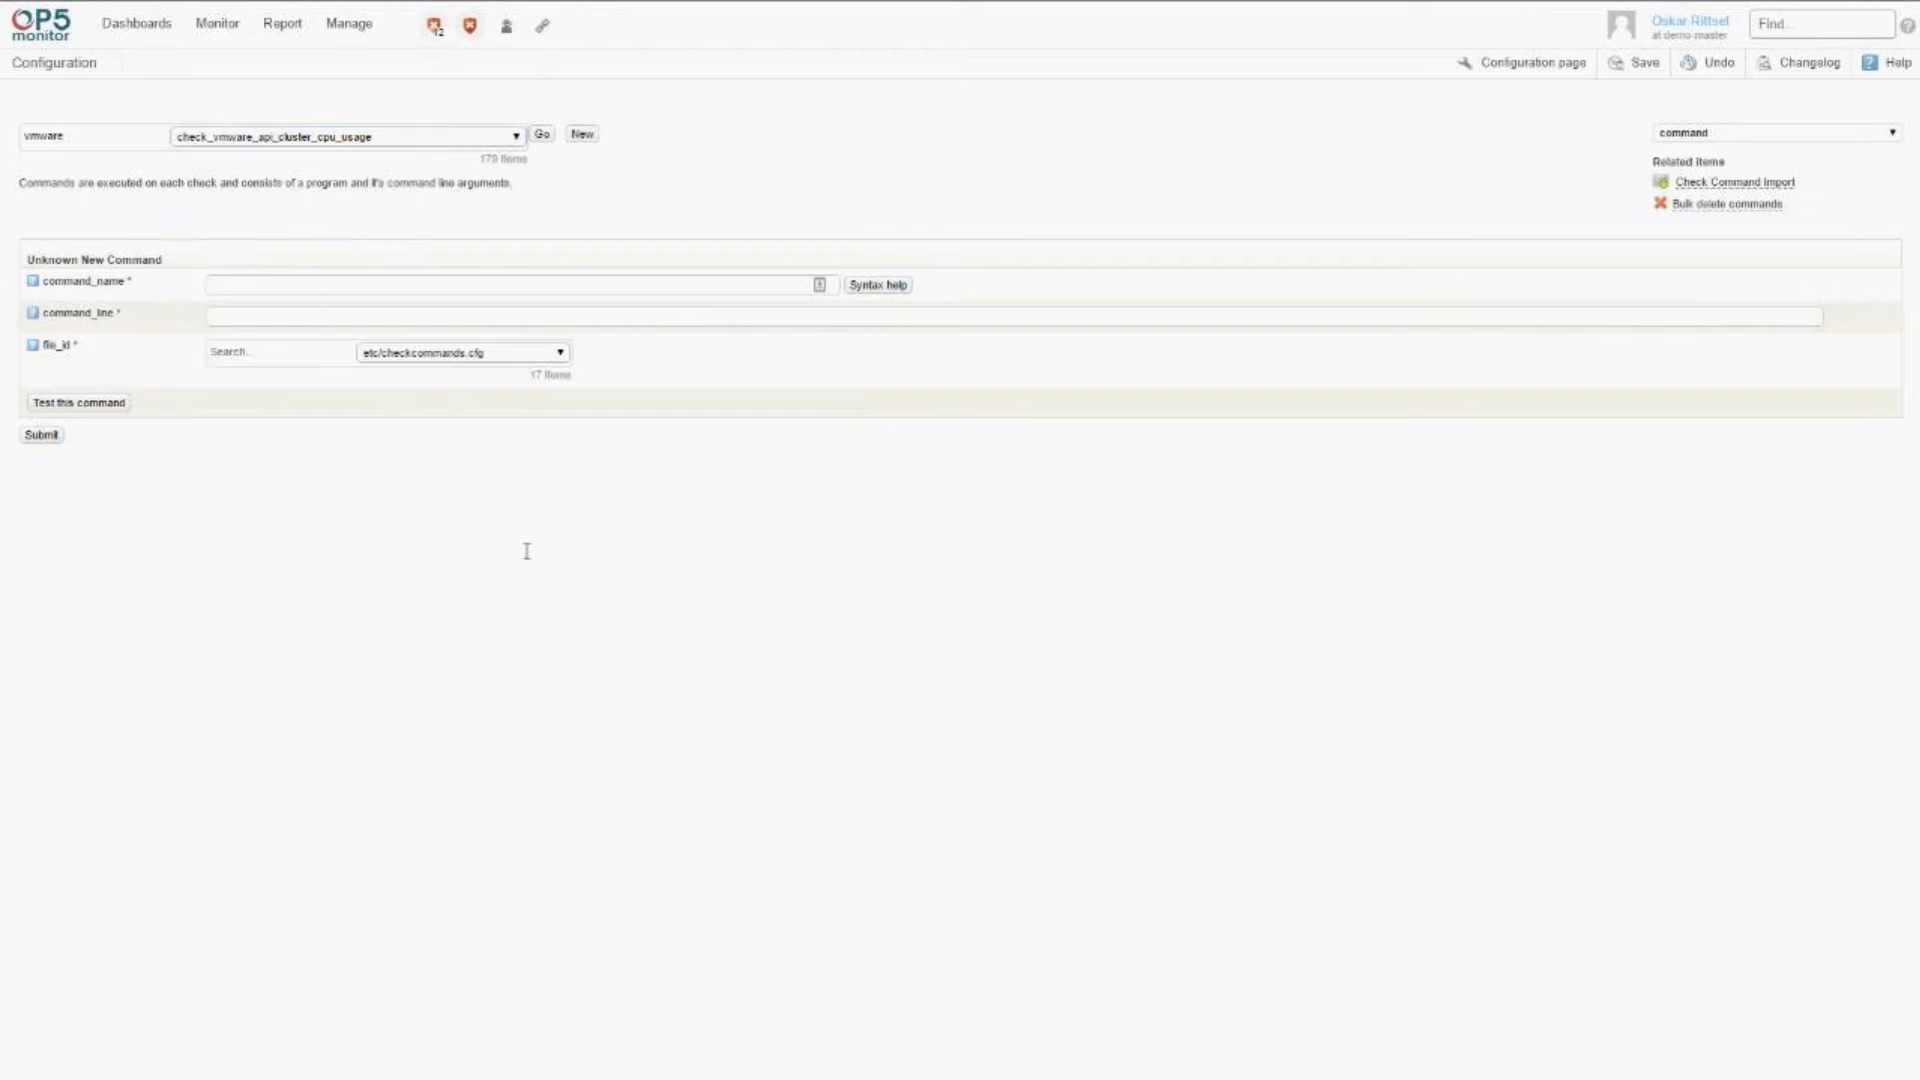 OP5 monitor
Dashboards Monitor Report Manage
12
Oskar Rittsel
at demo-master
Find...
Configuration
Configuration page Save Undo Changelog Help
vmware check_vmware_api_cluster_cpu_usage Go New
179 Items
Commands are executed on each check and consists of a program and it's command line arguments.
command
Related items
Check Command Import
Bulk delete commands
Unknown New Command
command_name * Syntax help
command_line *
file_id * Search.. etc/checkcommands.cfg
17 Items
Test this command
Submit